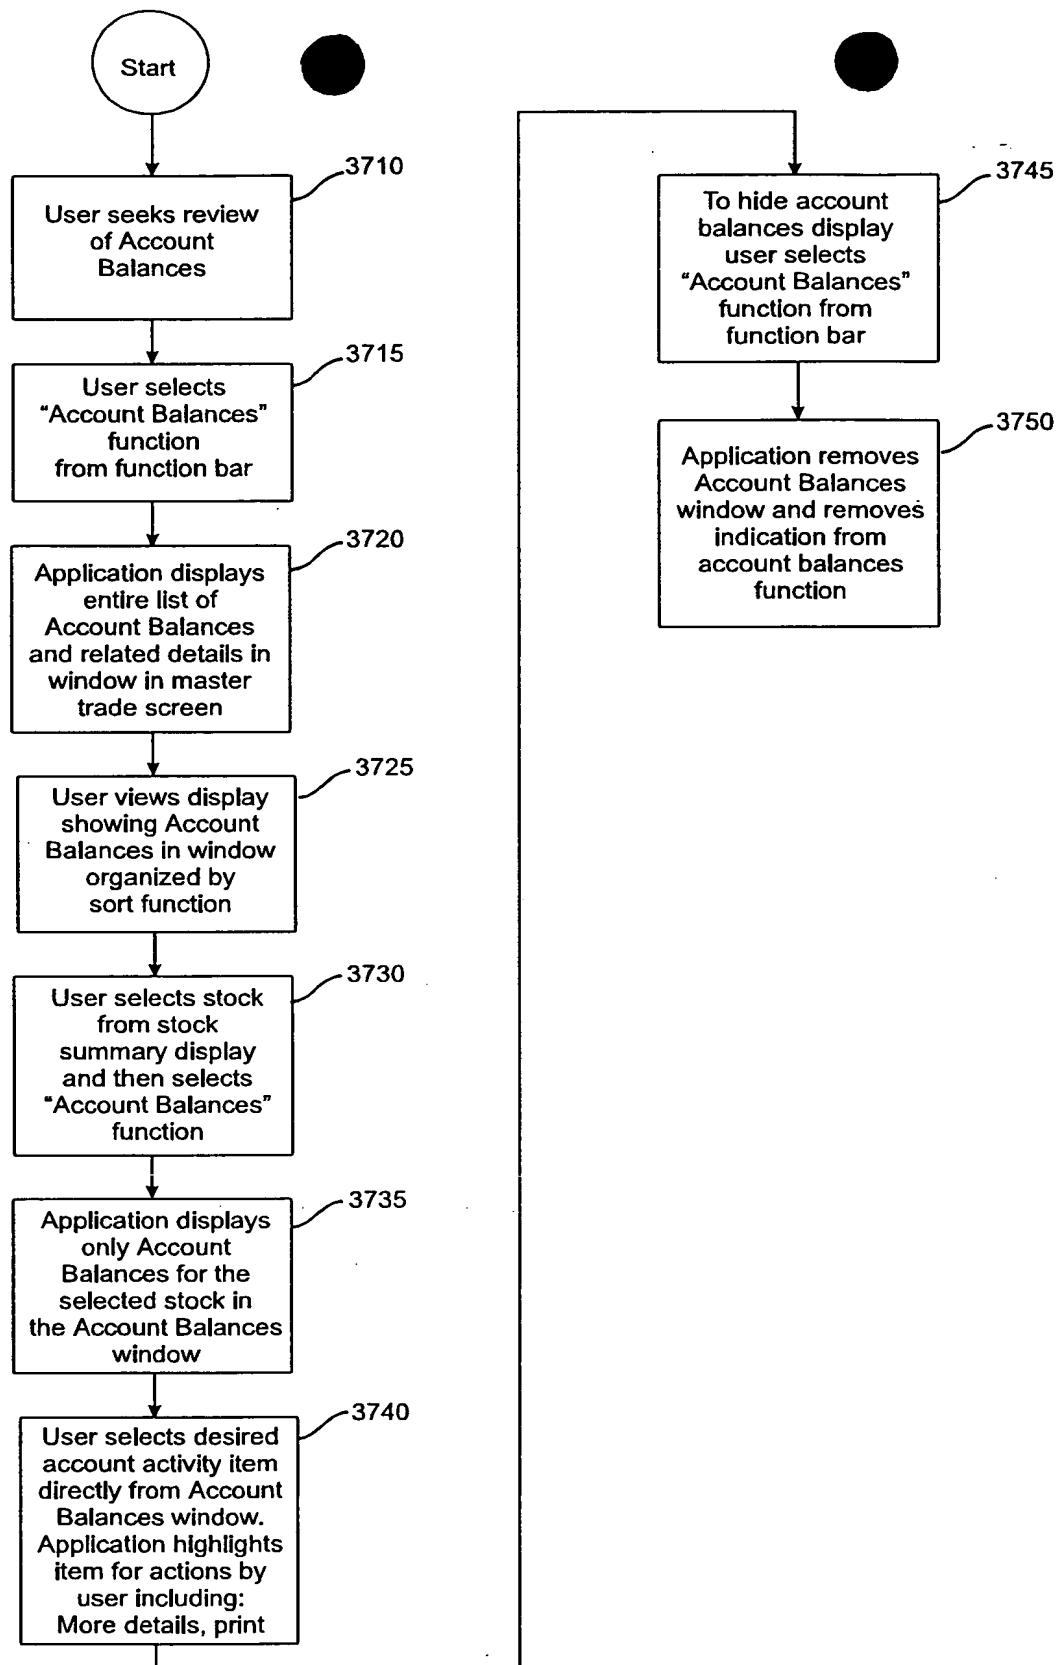 Start
3710
User seeks review
of Account
Balances
3715
User selects
"Account Balances"
function
from function bar
3720
Application displays
entire list of
Account Balances
and related details in
window in master
trade screen
3725
User views display
showing Account
Balances in window
organized by
sort function
3730
User selects stock
from stock
summary display
and then selects
"Account Balances"
function
3735
Application displays
only Account
Balances for the
selected stock in
the Account Balances
window
3740
User selects desired
account activity item
directly from Account
Balances window.
Application highlights
item for actions by
user including:
More details, print
3745
To hide account
balances display
user selects
"Account Balances"
function from
function bar
3750
Application removes
Account Balances
window and removes
indication from
account balances
function